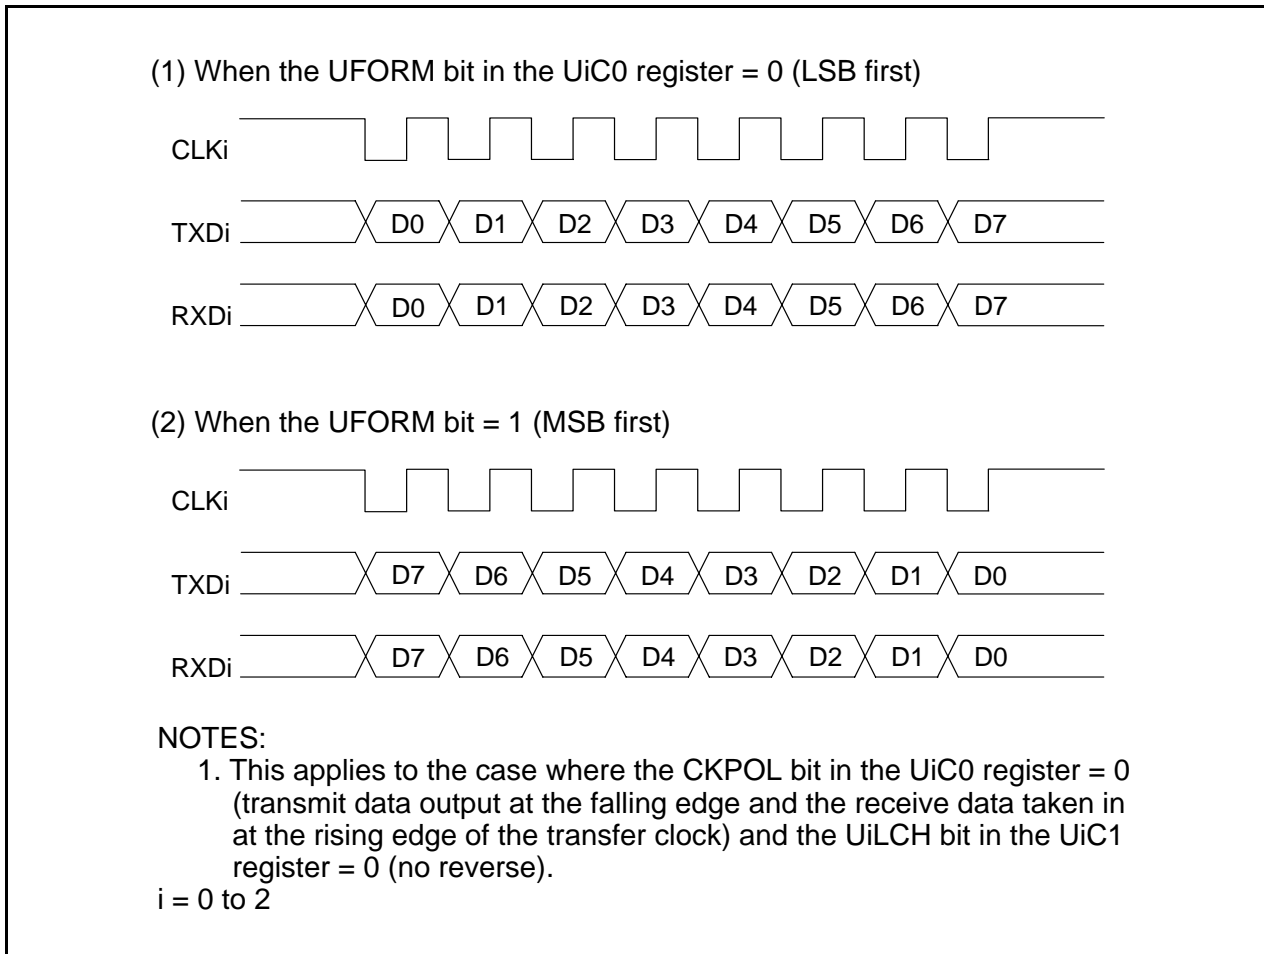 (1) When the UFORM bit in the UiC0 register = 0 (LSB first)
CLKi
TXDi D0 D1 D2 D3 D4 D5 D6 D7
RXDi D0 D1 D2 D3 D4 D5 D6 D7
(2) When the UFORM bit = 1 (MSB first)
CLKi
TXDi D7 D6 D5 D4 D3 D2 D1 D0
RXDi D7 D6 D5 D4 D3 D2 D1 D0
NOTES:
1. This applies to the case where the CKPOL bit in the UiC0 register = 0
(transmit data output at the falling edge and the receive data taken in
at the rising edge of the transfer clock) and the UiLCH bit in the UiC1
register = 0 (no reverse).
i = 0 to 2